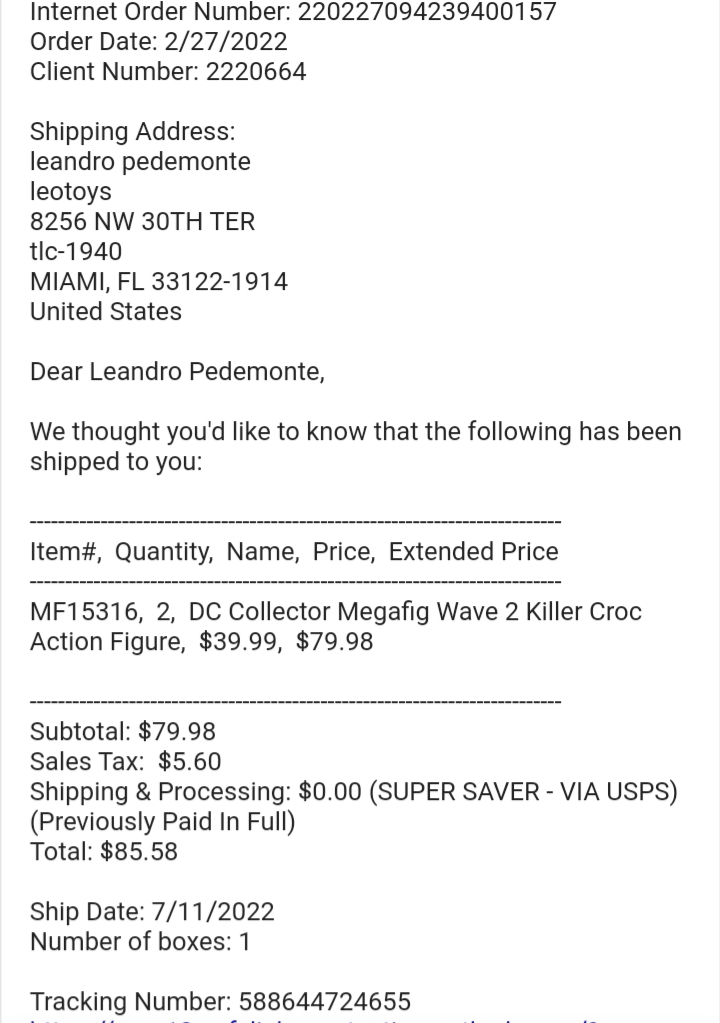 Internet Order Number: 220227094239400157
Order Date: 2/27/2022
Client Number: 2220664
Shipping Address:
leandro pedemonte
leotoys
8256 NW 30TH TER
tlc-1940
MIAMI, FL 33122-1914
United States
Dear Leandro Pedemonte,
We thought you'd like to know that the following has been
shipped to you:
----------------------------------------------------------------------------
Item#,  Quantity,  Name,  Price,  Extended Price
----------------------------------------------------------------------------
MF15316,  2,  DC Collector Megafig Wave 2 Killer Croc
Action Figure,  $39.99,  $79.98
----------------------------------------------------------------------------
Subtotal: $79.98
Sales Tax:  $5.60
Shipping & Processing: $0.00 (SUPER SAVER - VIA USPS)
(Previously Paid In Full)
Total: $85.58
Ship Date: 7/11/2022
Number of boxes: 1
Tracking Number: 588644724655